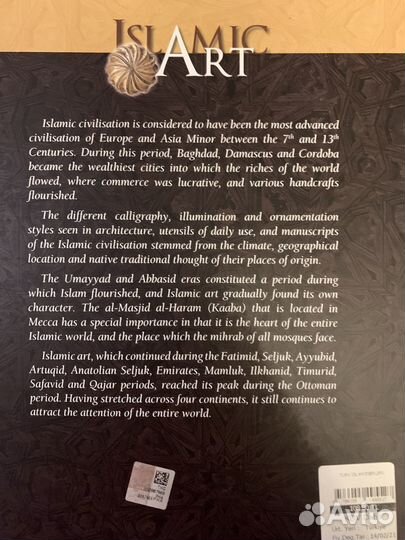 ISLAMIC
ART
Islamic civilisation is considered to have been the most advanced
civilisation of Europe and Asia Minor between the 7th and 13th
Centuries. During this period, Baghdad, Damascus and Cordoba
became the wealthiest cities into which the riches of the world
flowed, where commerce was lucrative, and various handcrafts
flourished.
The different calligraphy, illumination and ornamentation
styles seen in architecture, utensils of daily use, and manuscripts
of the Islamic civilisation stemmed from the climate, geographical
location and native traditional thought of their places of origin.
The Umayyad and Abbasid eras constituted a period during
which Islam flourished, and Islamic art gradually found its own
character. The al-Masjid al-Haram (Kaaba) that is located in
Mecca has a special importance in that it is the heart of the entire
Islamic world, and the place which the mihrab of all mosques face.
Islamic art, which continued during the Fatimid, Seljuk, Ayyubid,
Artuqid, Anatolian Seljuk, Emirates, Mamluk, Ilkhanid, Timurid,
Safavid and Qajar periods, reached its peak during the Ottoman
period. Having stretched across four continents, it still continues to
attract the attention of the entire world.
Avito